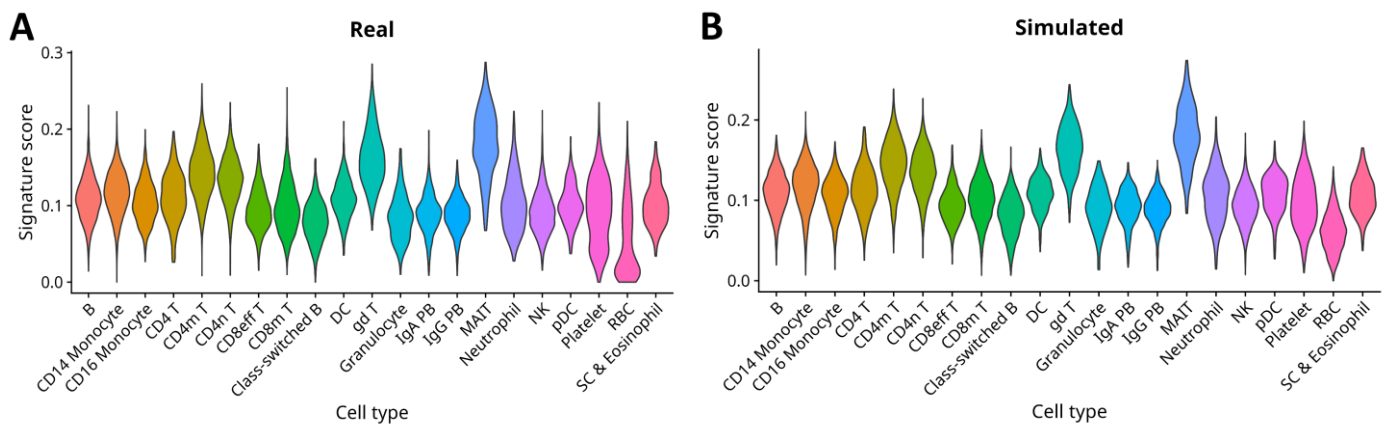 A
Real
Signature score
0.3
0.2
0.1
0.0
B
CD14 Monocyte
CD16 Monocyte
CD4 T
CD4m T
CD4n T
CD8eff T
CD8m T
Class-switched B
DC
gd T
Granulocyte
IgA PB
IgG PB
MAIT
Neutrophil
NK
pDC
Platelet
RBC
SC & Eosinophil
Cell type
B
Simulated
Signature score
0.2
0.1
0.0
B
CD14 Monocyte
CD16 Monocyte
CD4 T
CD4m T
CD4n T
CD8eff T
CD8m T
Class-switched B
DC
gd T
Granulocyte
IgA PB
IgG PB
MAIT
Neutrophil
NK
pDC
Platelet
RBC
SC & Eosinophil
Cell type